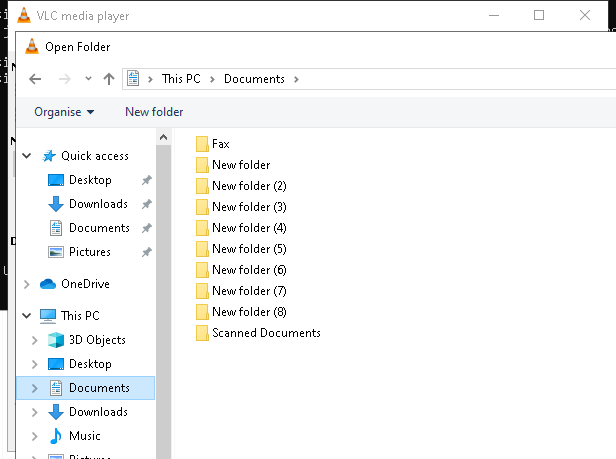 VLC media player
Open Folder
This PC > Documents >
Organise New folder
Quick access
Desktop
Downloads
Documents
Pictures
OneDrive
This PC
3D Objects
Desktop
Documents
Downloads
Music
Fax
New folder
New folder (2)
New folder (3)
New folder (4)
New folder (5)
New folder (6)
New folder (7)
New folder (8)
Scanned Documents